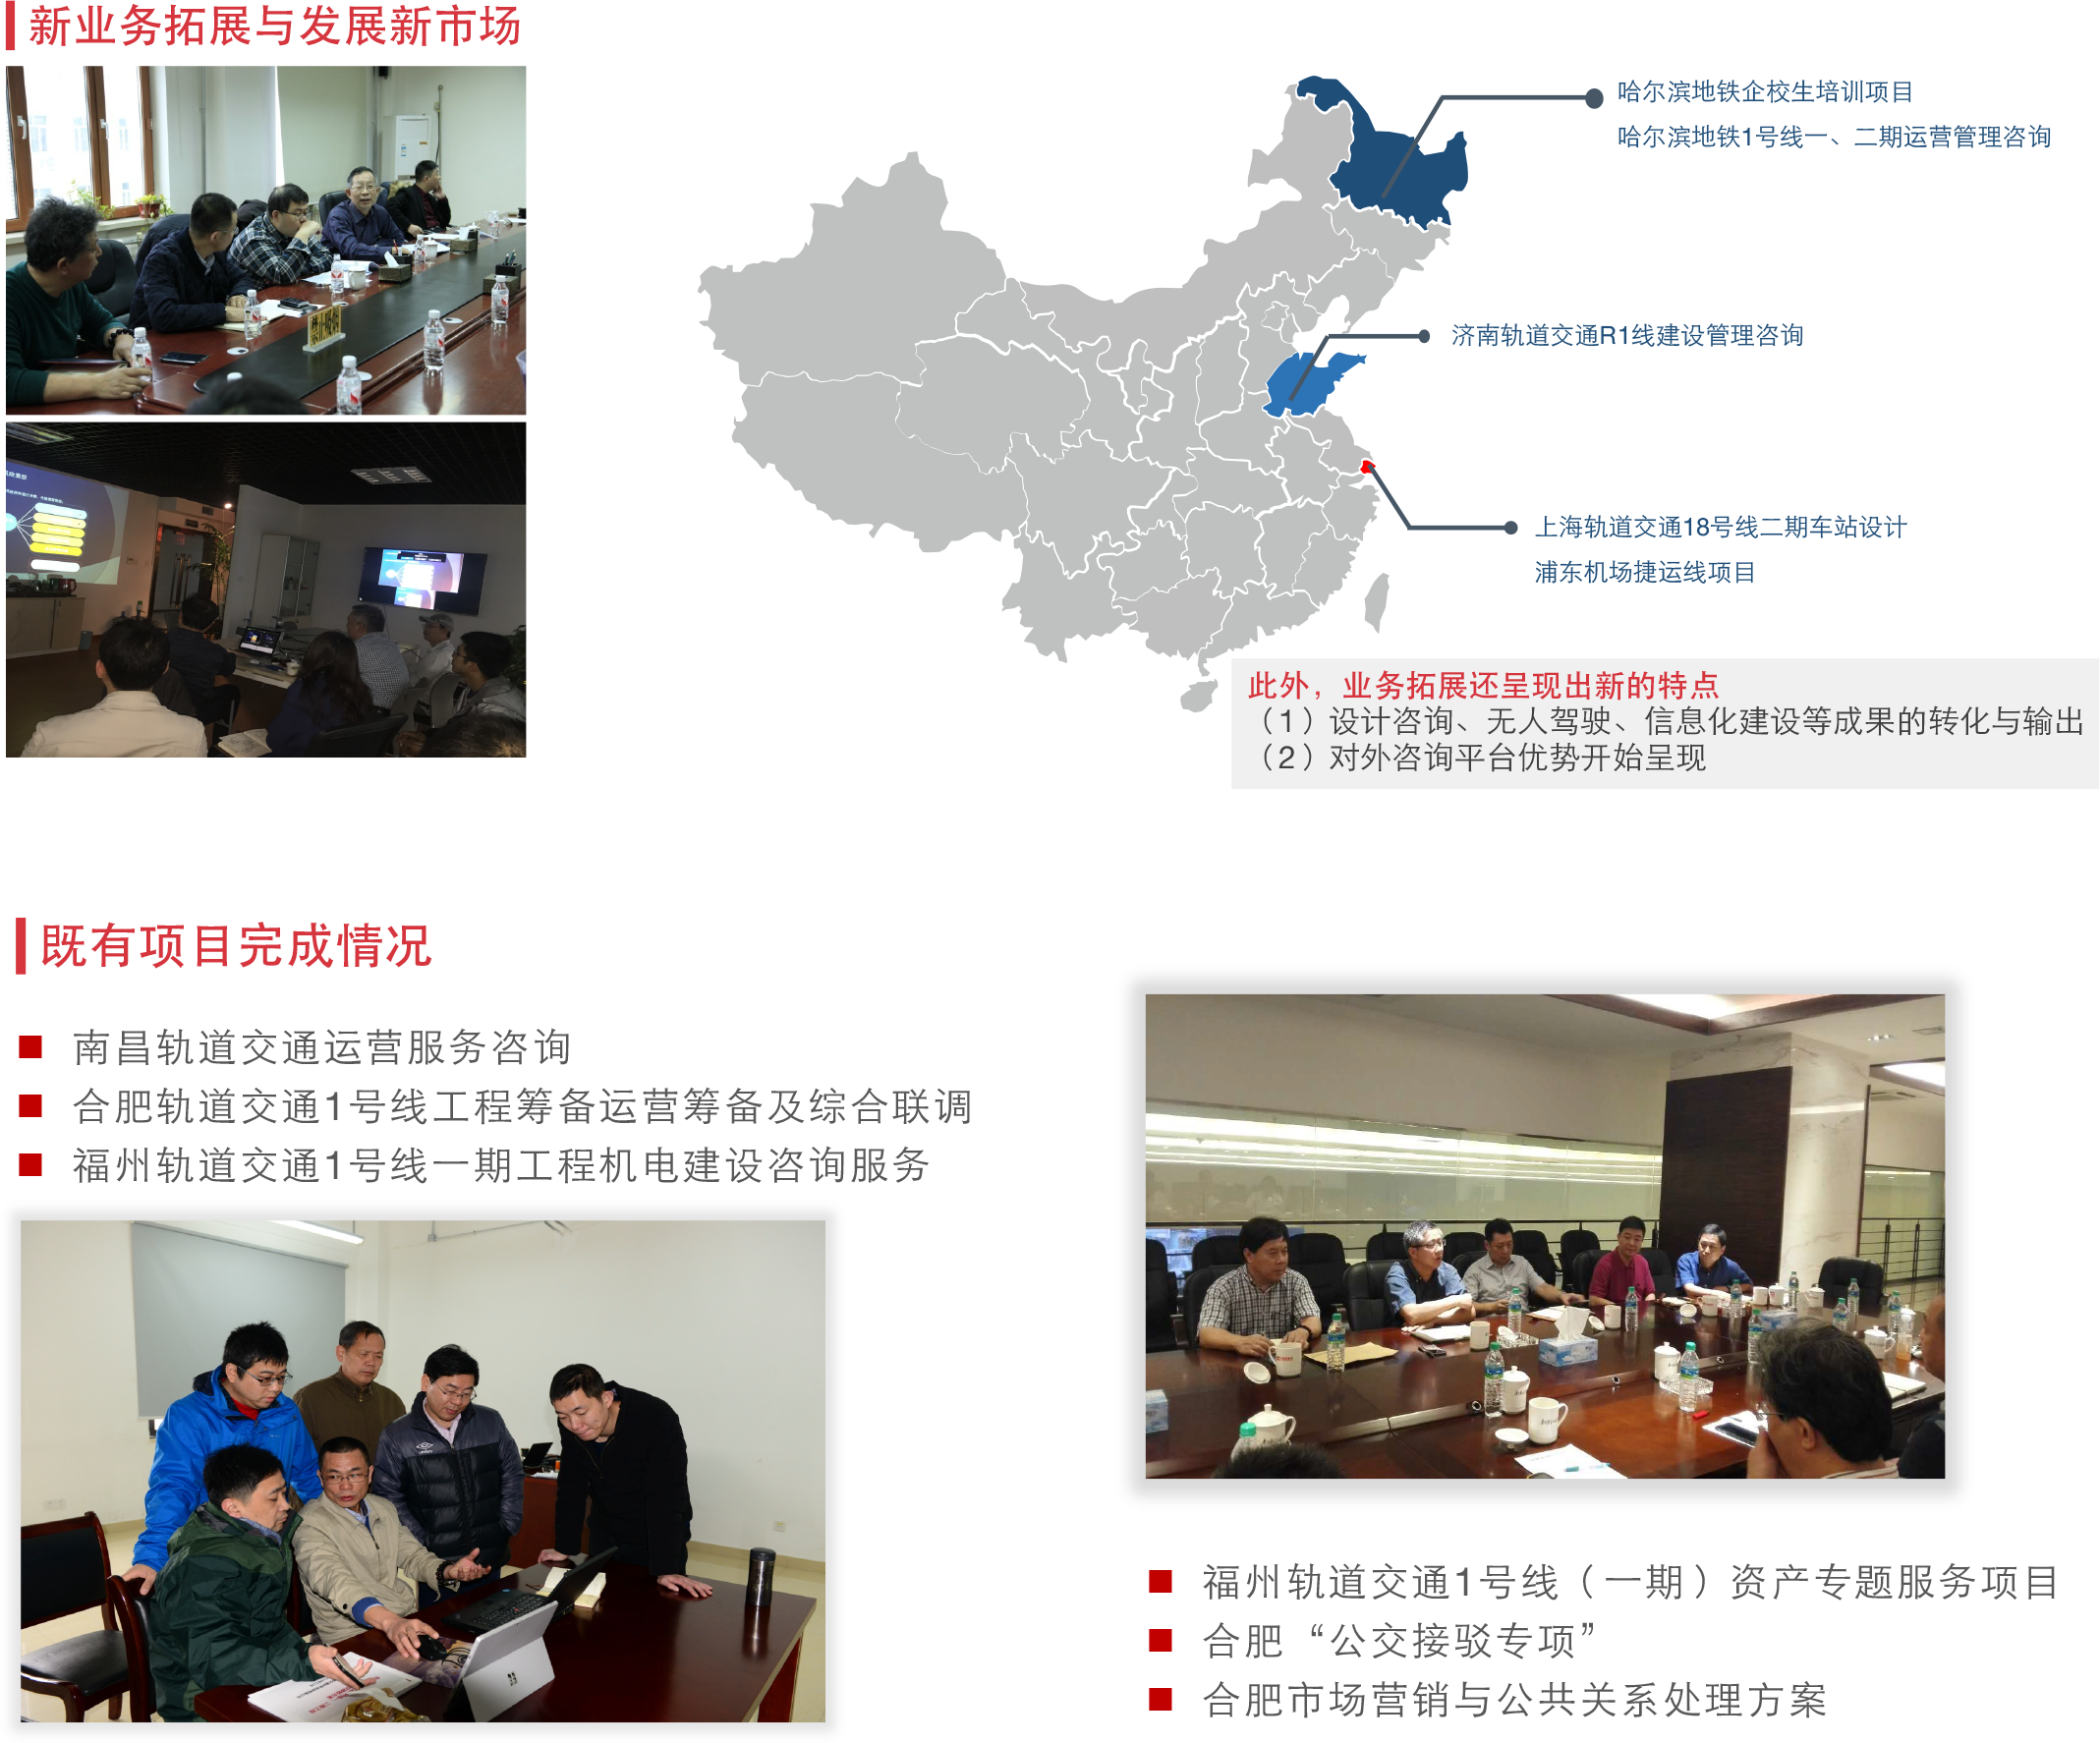 新业务拓展与发展新市场
哈尔滨地铁企校生培训项目
哈尔滨地铁1号线一、二期运营管理咨询
济南轨道交通R1线建设管理咨询
上海轨道交通18号线二期车站设计
浦东机场捷运线项目
此外，业务拓展还呈现出新的特点
（1）设计咨询、无人驾驶、信息化建设等成果的转化与输出
（2）对外咨询平台优势开始呈现
既有项目完成情况
南昌轨道交通运营服务咨询
合肥轨道交通1号线工程筹备运营筹备及综合联调
福州轨道交通1号线一期工程机电建设咨询服务
福州轨道交通1号线（一期）资产专题服务项目
合肥“公交接驳专项”
合肥市场营销与公共关系处理方案